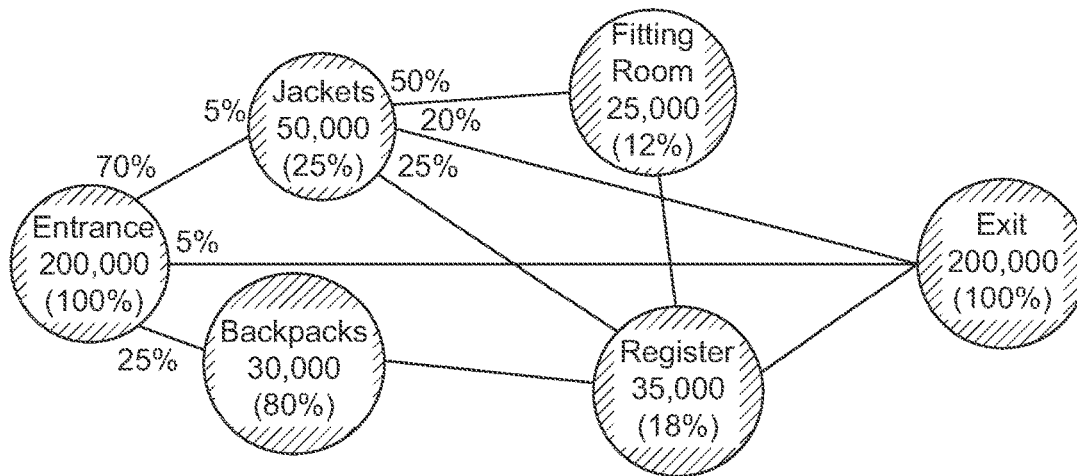 Fitting
Room
25,000
(12%)
50%
20%
25%
Jackets
50,000
(25%)
5%
70%
Entrance
200,000
(100%)
5%
25%
Exit
200,000
(100%)
Backpacks
30,000
(80%)
Register
35,000
(18%)